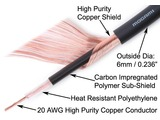 High Purity
Copper Shield
Outside Dia:
6mm / 0.236"
Carbon Impregnated
Polymer Sub-Shield
Heat Resistant Polyethylene
20 AWG High Purity Copper Conductor